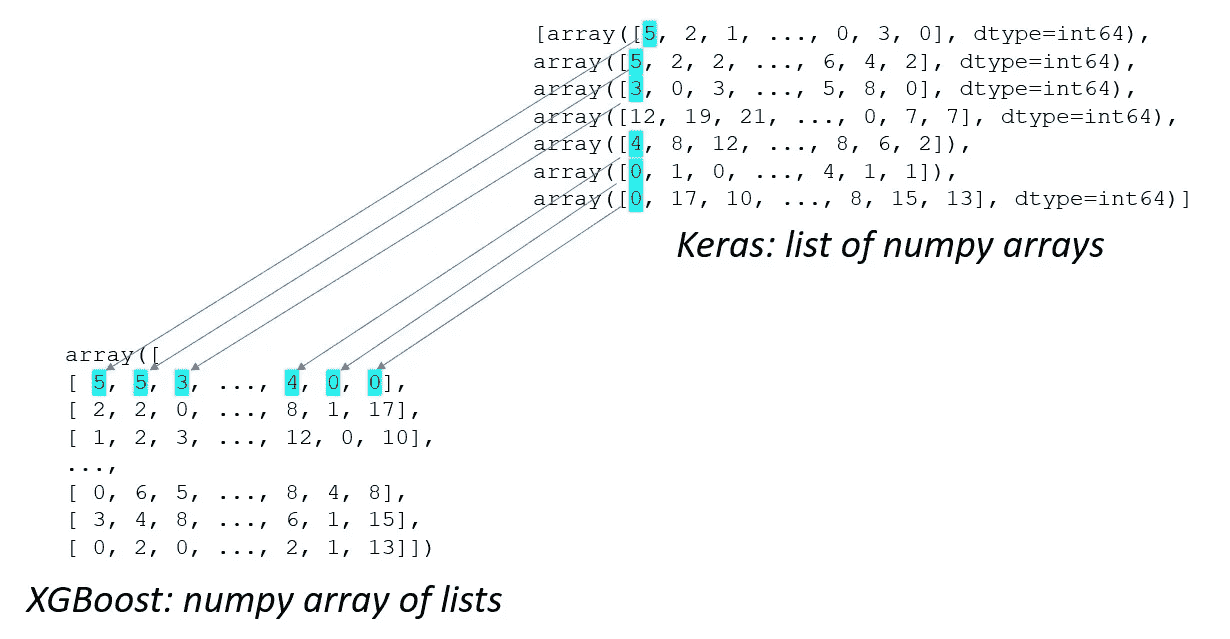 [array([5, 2, 1, ..., 0, 3, 0], dtype=int64),
array([5, 2, 2, ..., 6, 4, 2], dtype=int64),
array([3, 0, 3, ..., 5, 8, 0], dtype=int64),
array([12, 19, 21, ..., 0, 7, 7], dtype=int64),
array([4, 8, 12, ..., 8, 6, 2]),
array([0, 1, 0, ..., 4, 1, 1]),
array([0, 17, 10, ..., 8, 15, 13], dtype=int64)]
Keras: list of numpy arrays
array([
[ 5, 5, 3, ..., 4, 0, 0],
[ 2, 2, 0, ..., 8, 1, 17],
[ 1, 2, 3, ..., 12, 0, 10],
...,
[ 0, 6, 5, ..., 8, 4, 8],
[ 3, 4, 8, ..., 6, 1, 15],
[ 0, 2, 0, ..., 2, 1, 13]])
XGBoost: numpy array of lists